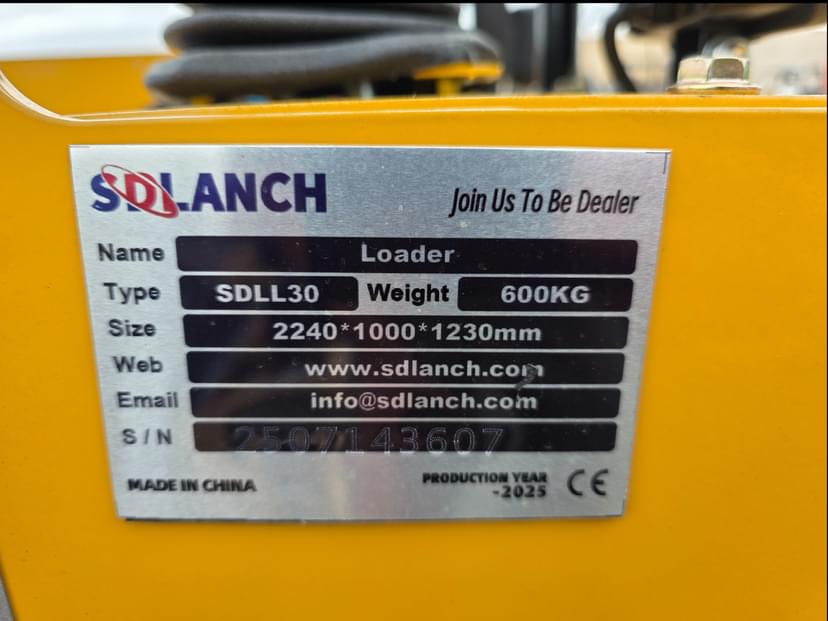 SDLANCH Join Us To Be Dealer
Name Loader
Type SDLL30 Weight 600KG
Size 2240*1000*1230mm
Web www.sdlanch.com
Email info@sdlanch.com
S / N 2507143607
MADE IN CHINA PRODUCTION YEAR CE
-2025